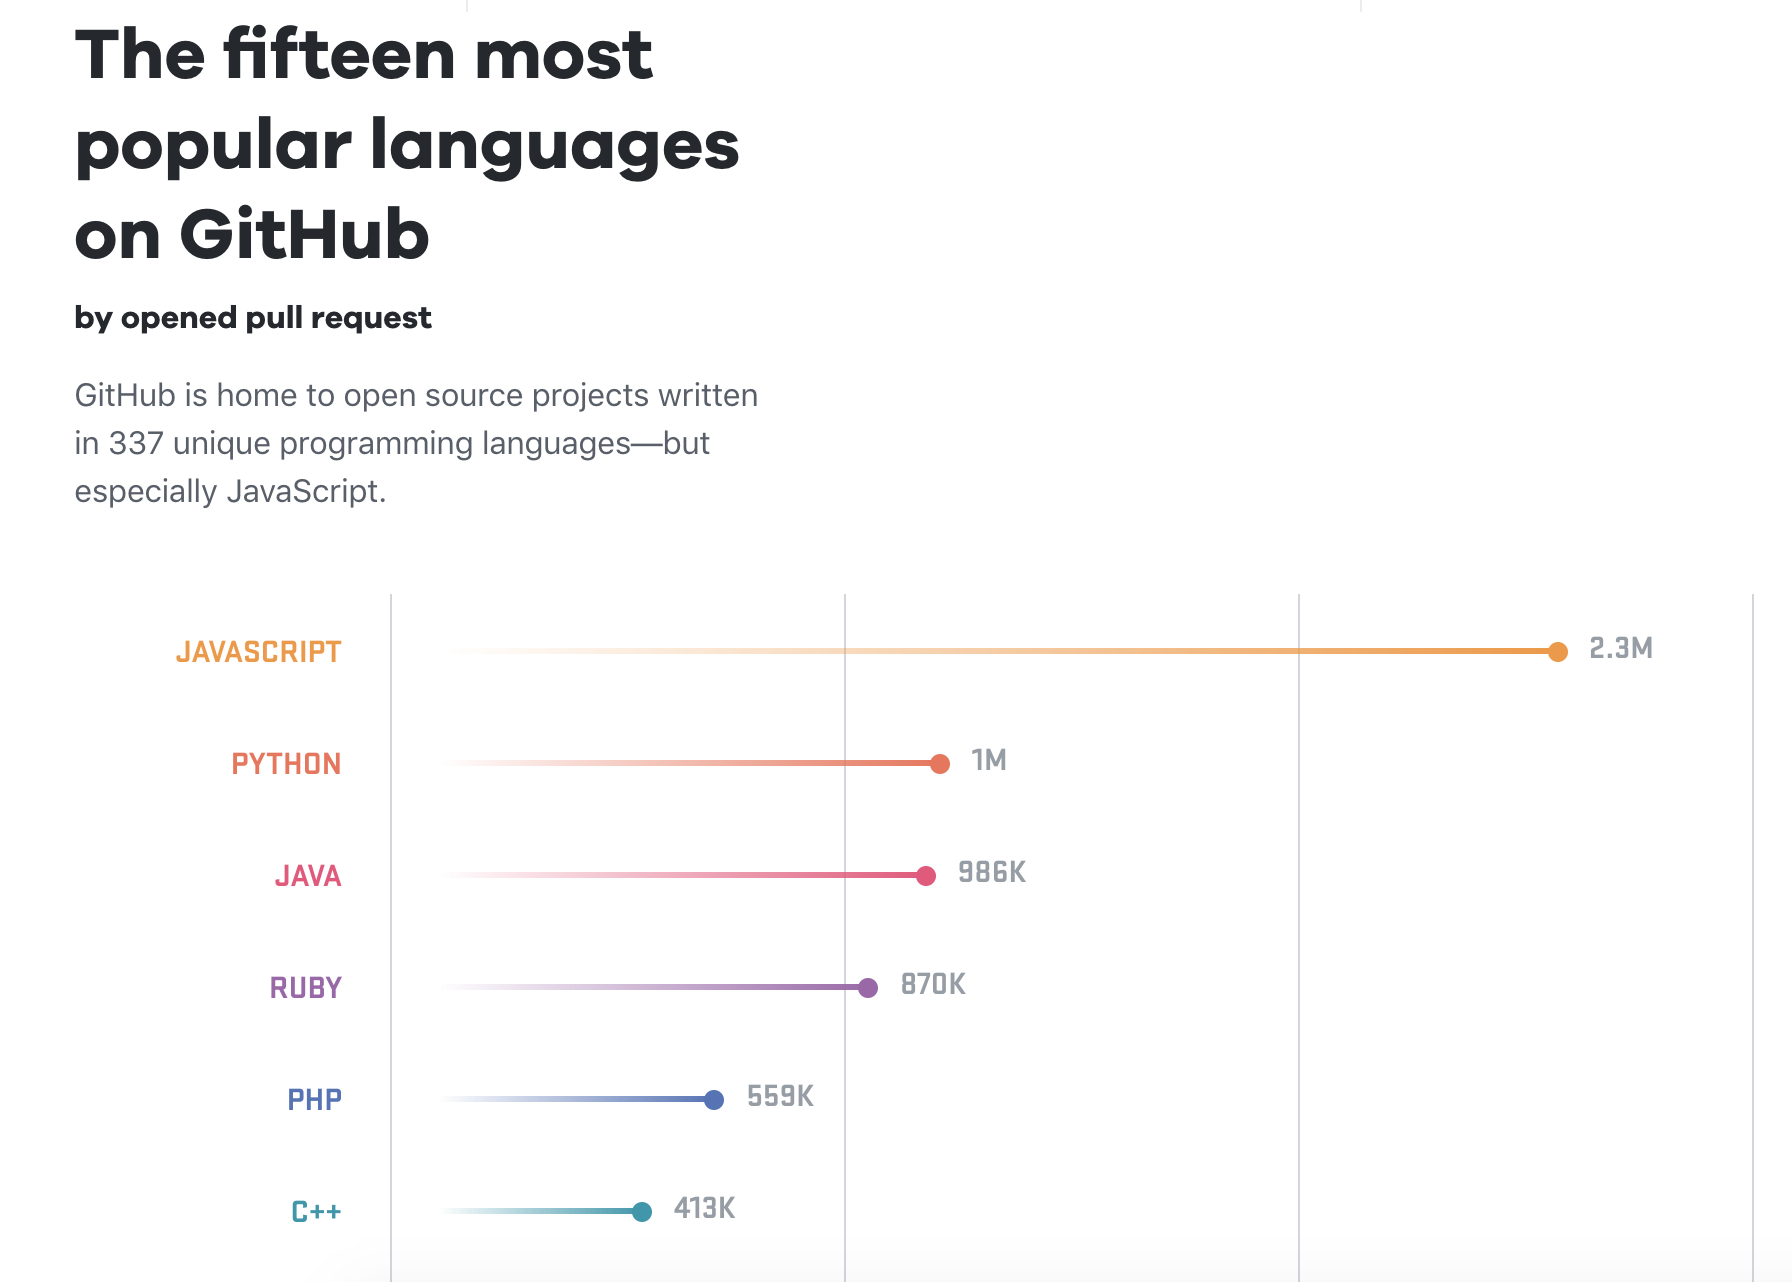 The fifteen most
popular languages
on GitHub
by opened pull request
GitHub is home to open source projects written
in 337 unique programming languages—but
especially JavaScript.
JAVASCRIPT 2.3M
PYTHON 1M
JAVA 986K
RUBY 870K
PHP 559K
C++ 413K